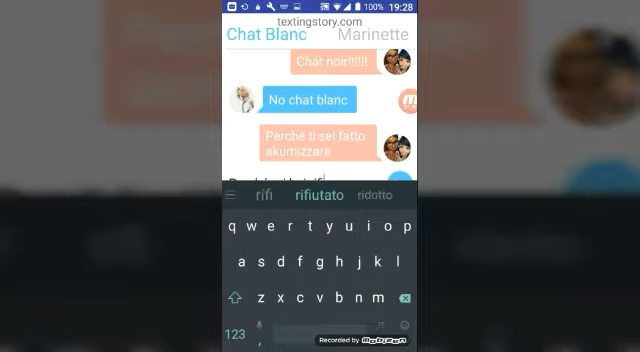 100% 19:28
textingstory.com
Chat Blanc Marinette
Chat noir!!!!!!
No chat blanc
Perché ti sei fatto
akumizzare
rifi rifiutato ridotto
q w e r t y u i o p
a s d f g h j k l
z x c v b n m
123 ,
Recorded by Mobizen